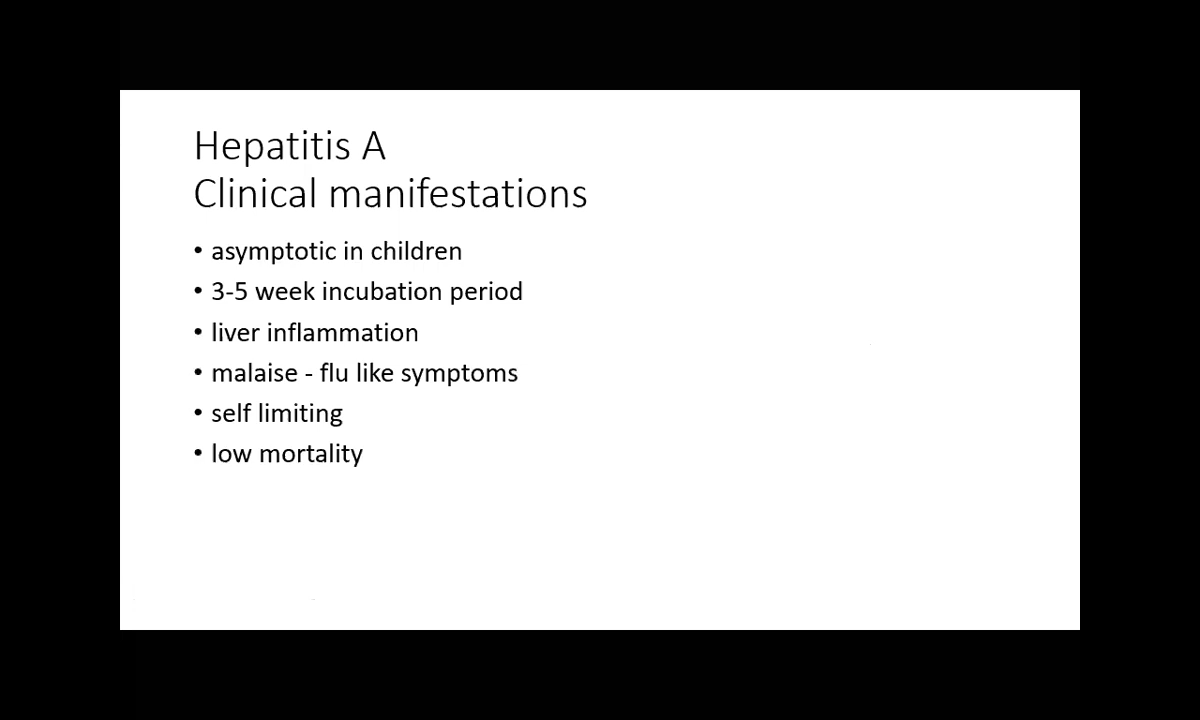 Hepatitis A
Clinical manifestations
• asymptotic in children
• 3-5 week incubation period
• liver inflammation
• malaise - flu like symptoms
• self limiting
• low mortality